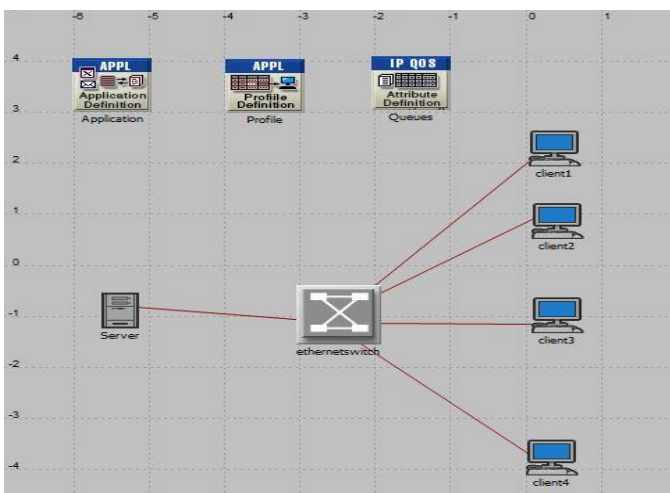 -6 -5 -4 -3 -2 -1 0 1
4
APPL
Application
Definition
Application
APPL
Profile
Definition
Profile
IP QOS
Attribute
Definition
Queues
3
2
client1
1
client2
0
-1
Server
ethernetswitch
client3
-2
-3
-4
client4